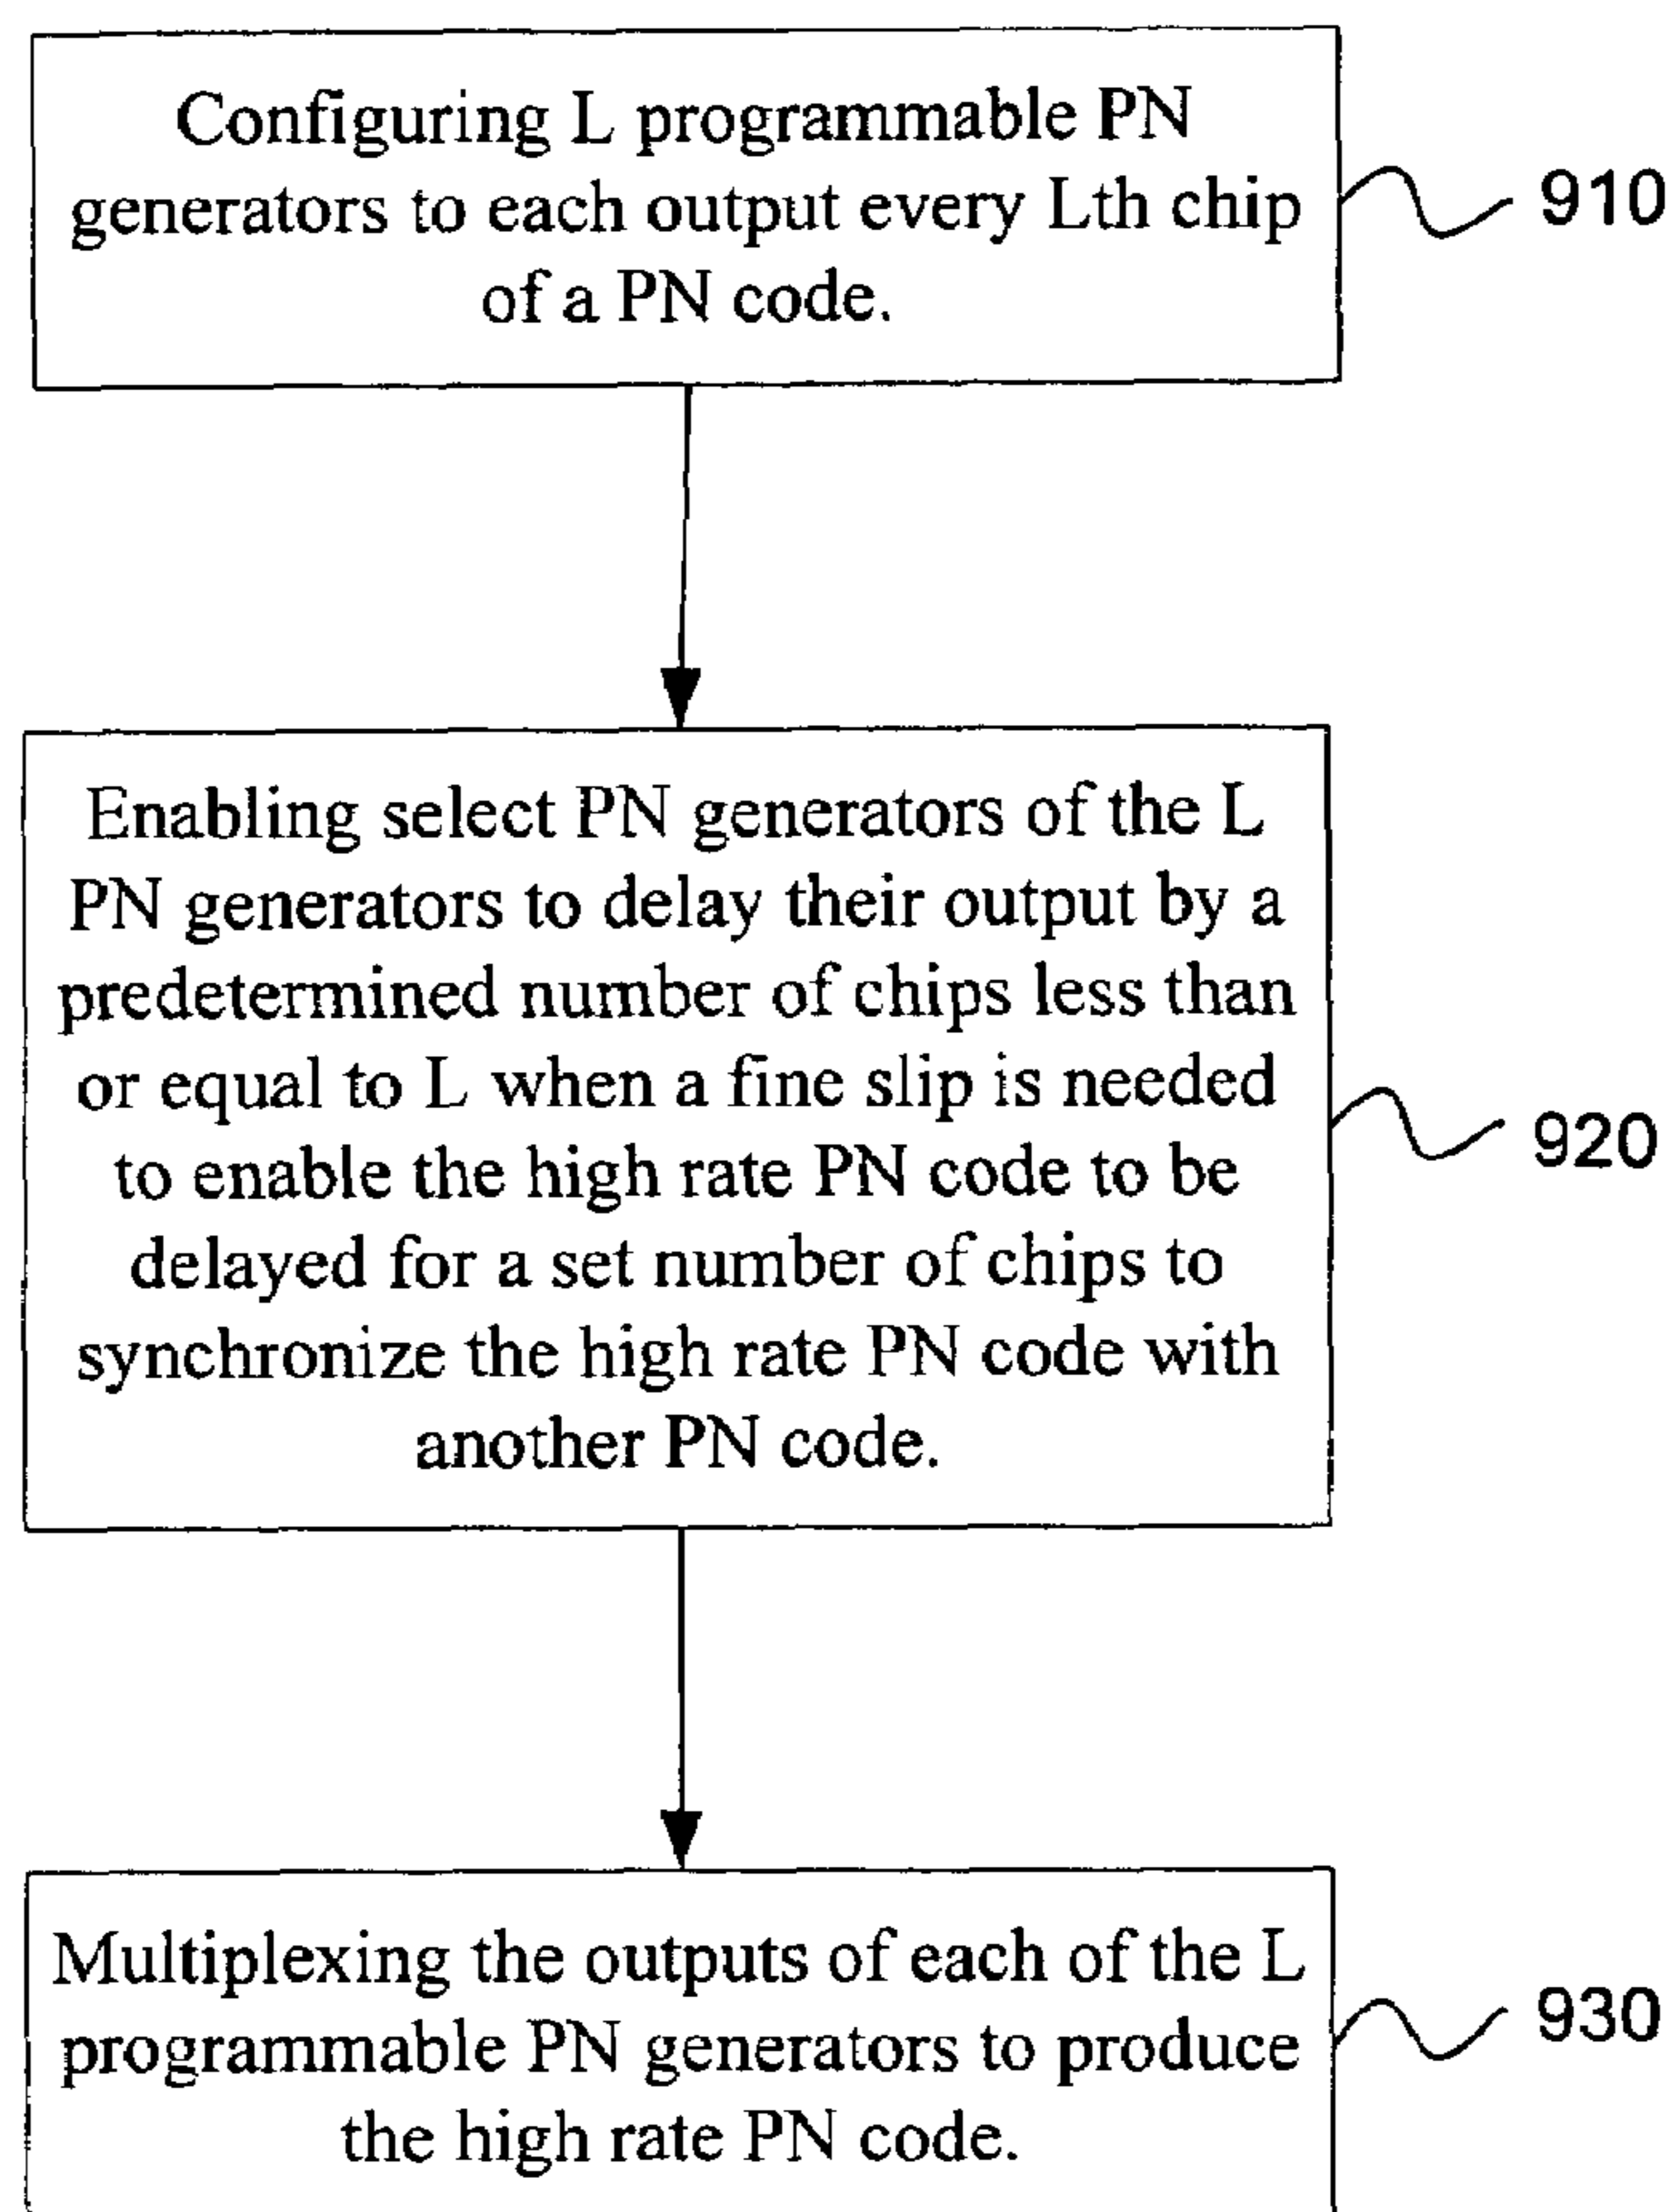 Configuring L programmable PN
generators to each output every Lth chip
of a PN code.
910
Enabling select PN generators of the L
PN generators to delay their output by a
predetermined number of chips less than
or equal to L when a fine slip is needed
to enable the high rate PN code to be
delayed for a set number of chips to
synchronize the high rate PN code with
another PN code.
920
Multiplexing the outputs of each of the L
programmable PN generators to produce
the high rate PN code.
930